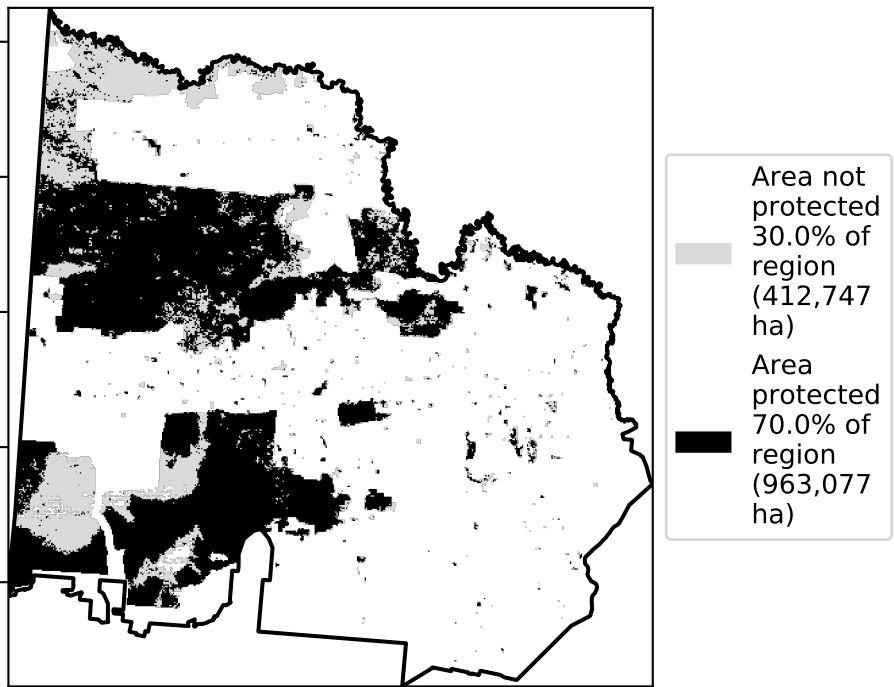 Area not
protected
30.0% of
region
(412,747
ha)
Area
protected
70.0% of
region
(963,077
ha)